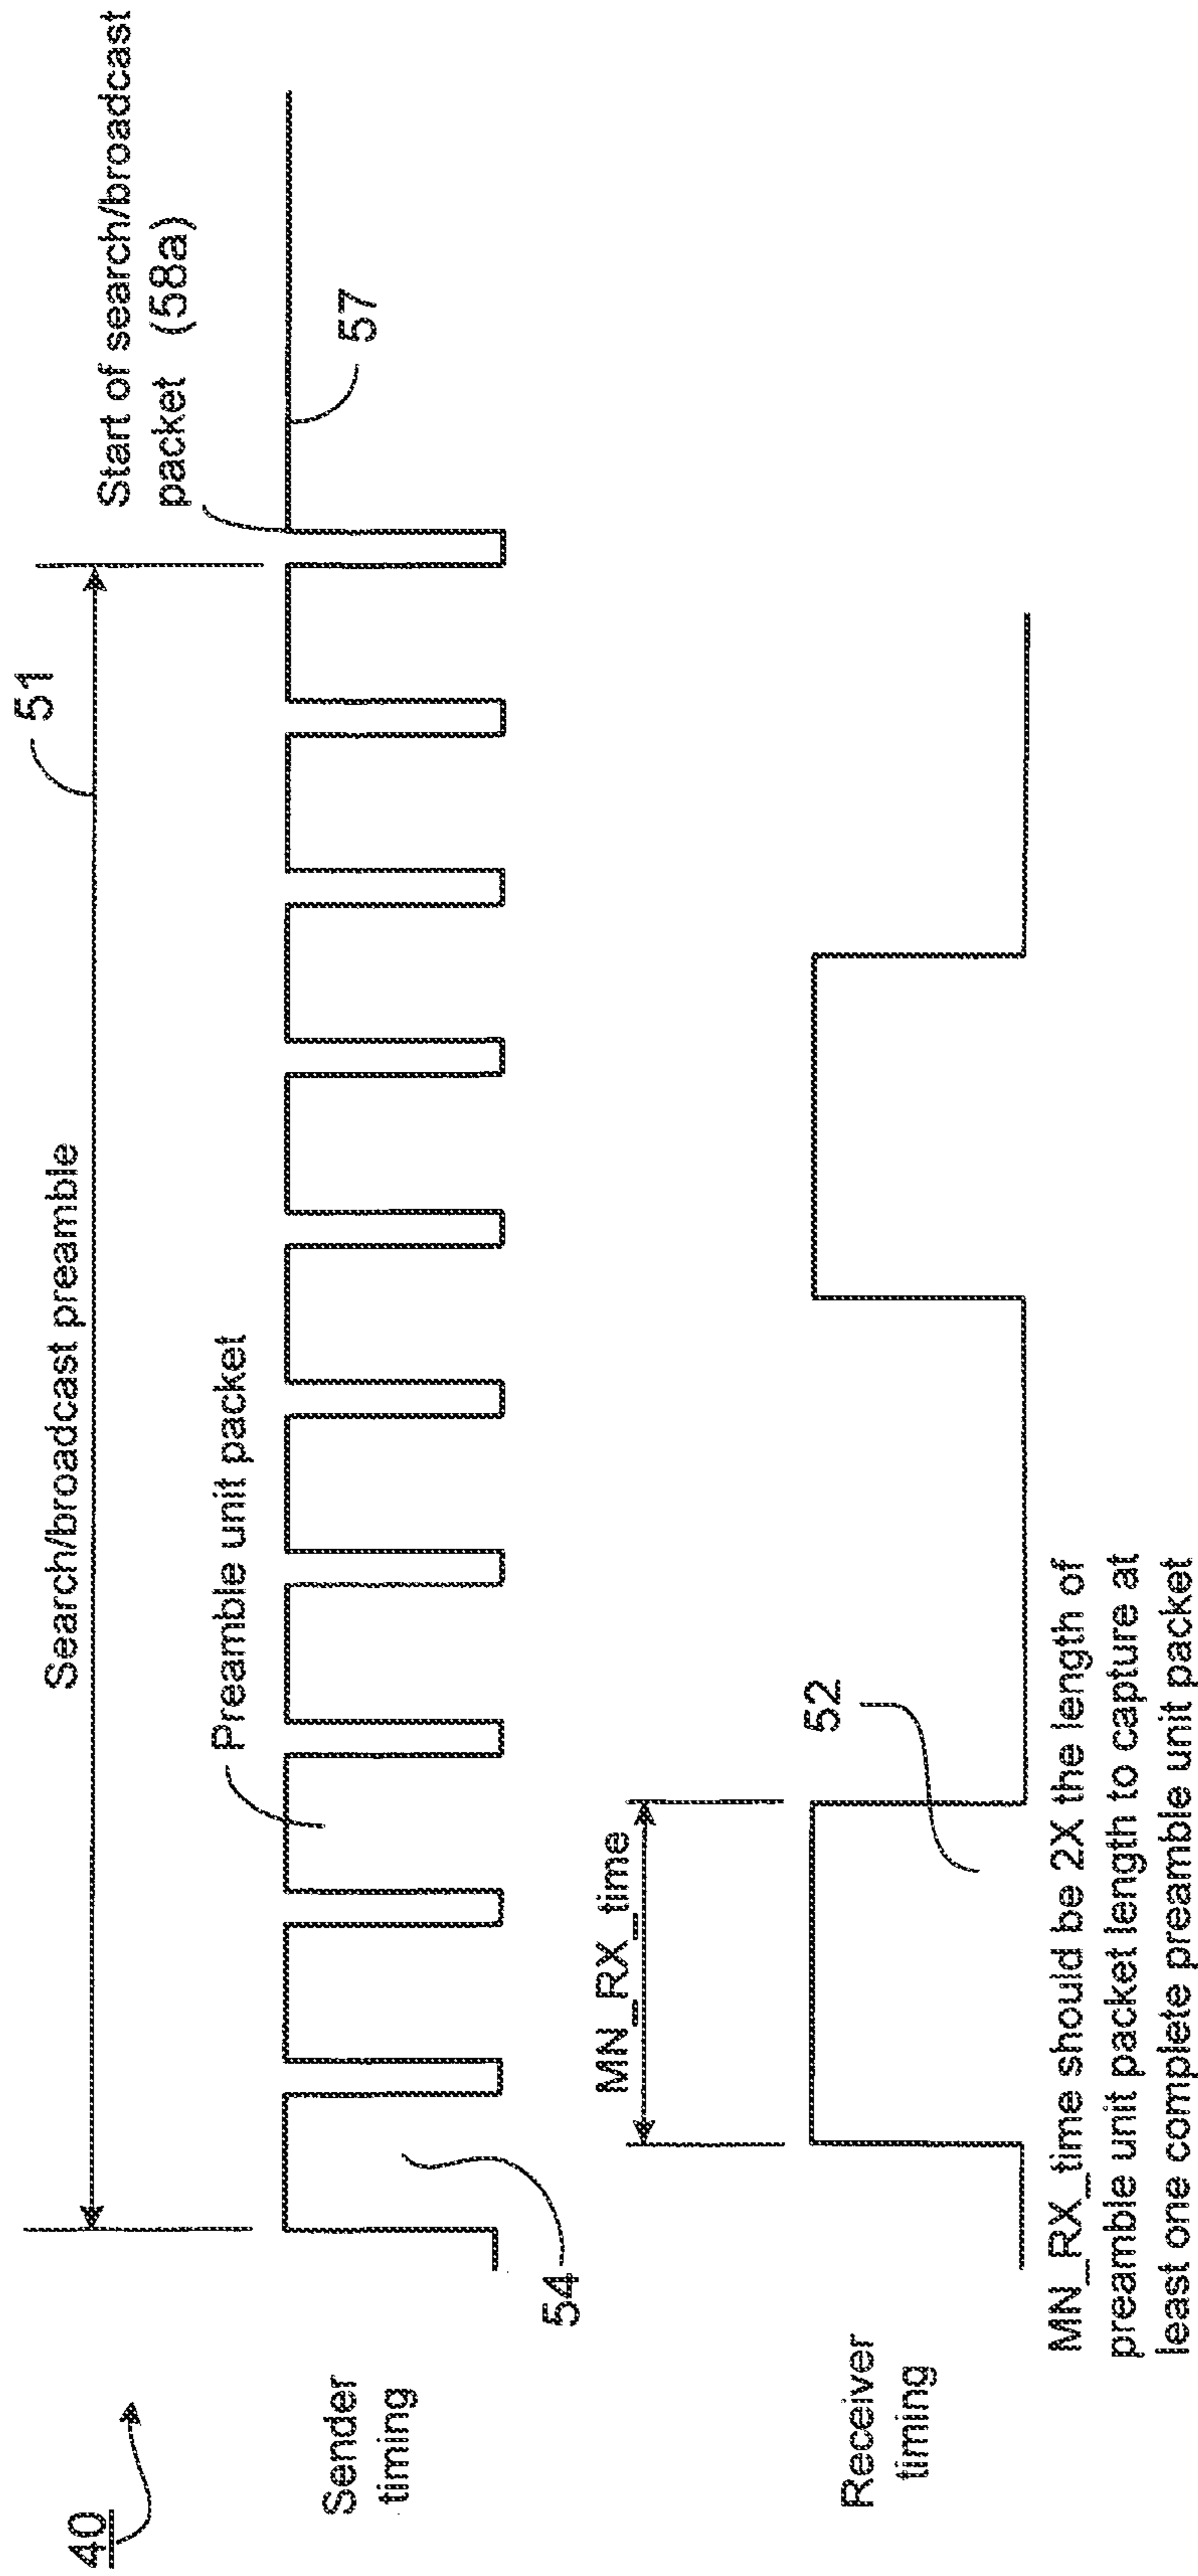 40
51
Search/broadcast preamble
Start of search/broadcast
packet (58a)
Preamble unit packet
57
Sender
timing
54
MN_RX_time
52
Receiver
timing
MN_RX_time should be 2X the length of
preamble unit packet length to capture at
least one complete preamble unit packet